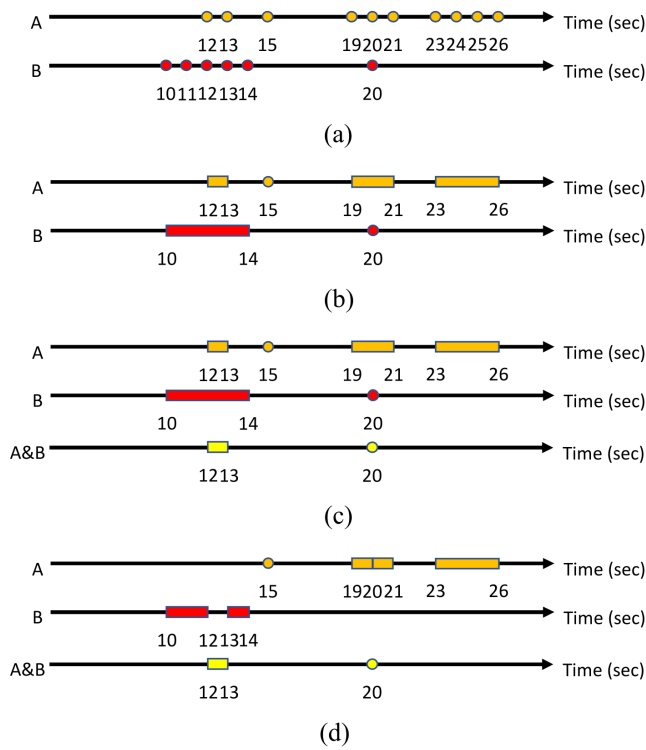 A Time (sec)
12 13 15 19 20 21 23 24 25 26
B Time (sec)
10 11 12 13 14 20
(a)
A Time (sec)
12 13 15 19 21 23 26
B Time (sec)
10 14 20
(b)
A Time (sec)
12 13 15 19 21 23 26
B Time (sec)
10 14 20
A&B Time (sec)
12 13 20
(c)
A Time (sec)
15 19 20 21 23 26
B Time (sec)
10 12 13 14
A&B Time (sec)
12 13 20
(d)